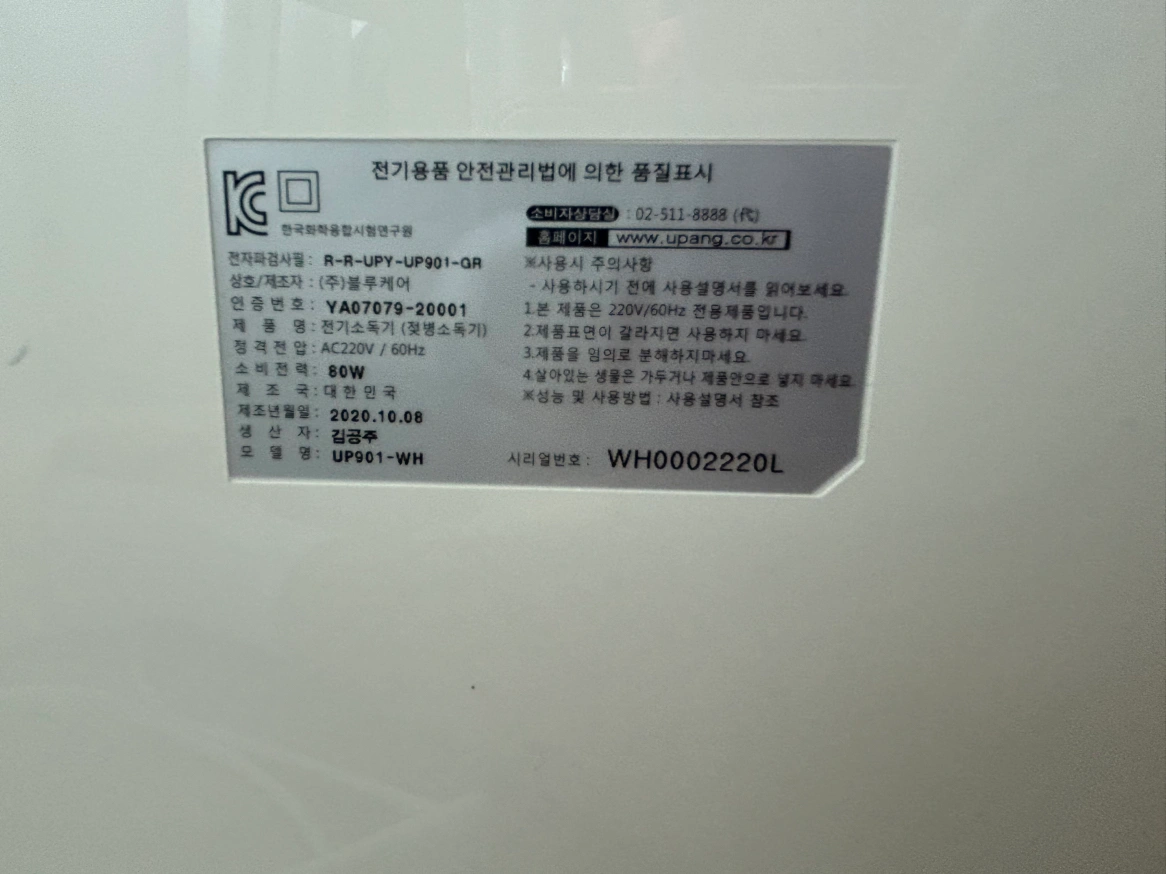 전기용품 안전관리법에 의한 품질표시
KC
한국화학융합시험연구원
전자파검사필 : R-R-UPY-UP901-GR
상호/제조자 : (주)블루케어
인증번호 : YA07079-20001
제 품 명 : 전기소독기 (젖병소독기)
정격전압 : AC220V / 60Hz
소비전력 : 80W
제 조 국 : 대한민국
제조년월일 : 2020.10.08
생 산 자 : 김공주
모 델 명 : UP901-WH
소비자상담실 : 02-511-8888 (代)
홈페이지 www.upang.co.kr
※사용시 주의사항
- 사용하시기 전에 사용설명서를 읽어보세요.
1.본 제품은 220V/60Hz 전용제품입니다.
2.제품표면이 갈라지면 사용하지 마세요.
3.제품을 임의로 분해하지마세요.
4.살아있는 생물은 가두거나 제품안으로 넣지 마세요.
※성능 및 사용방법 : 사용설명서 참조
시리얼번호 : WH0002220L